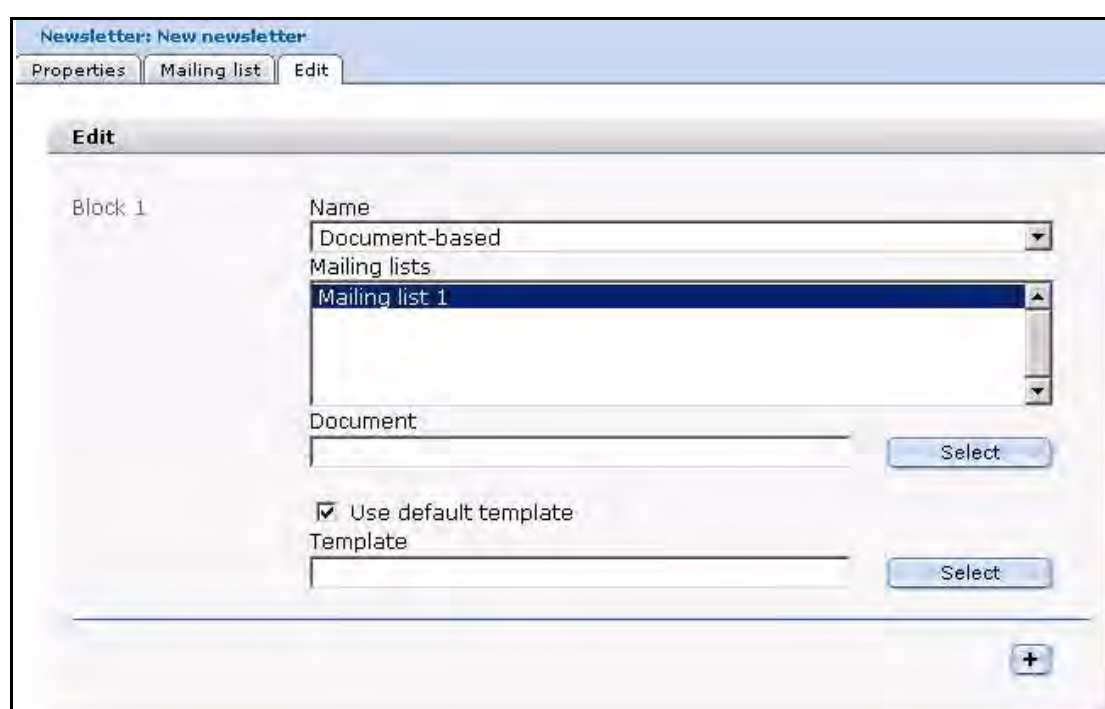 Newsletter: New newsletter
Properties Mailing list Edit
Edit
Block 1 Name
Document-based
Mailing lists
Mailing list 1
Document
Select
Use default template
Template
Select
+